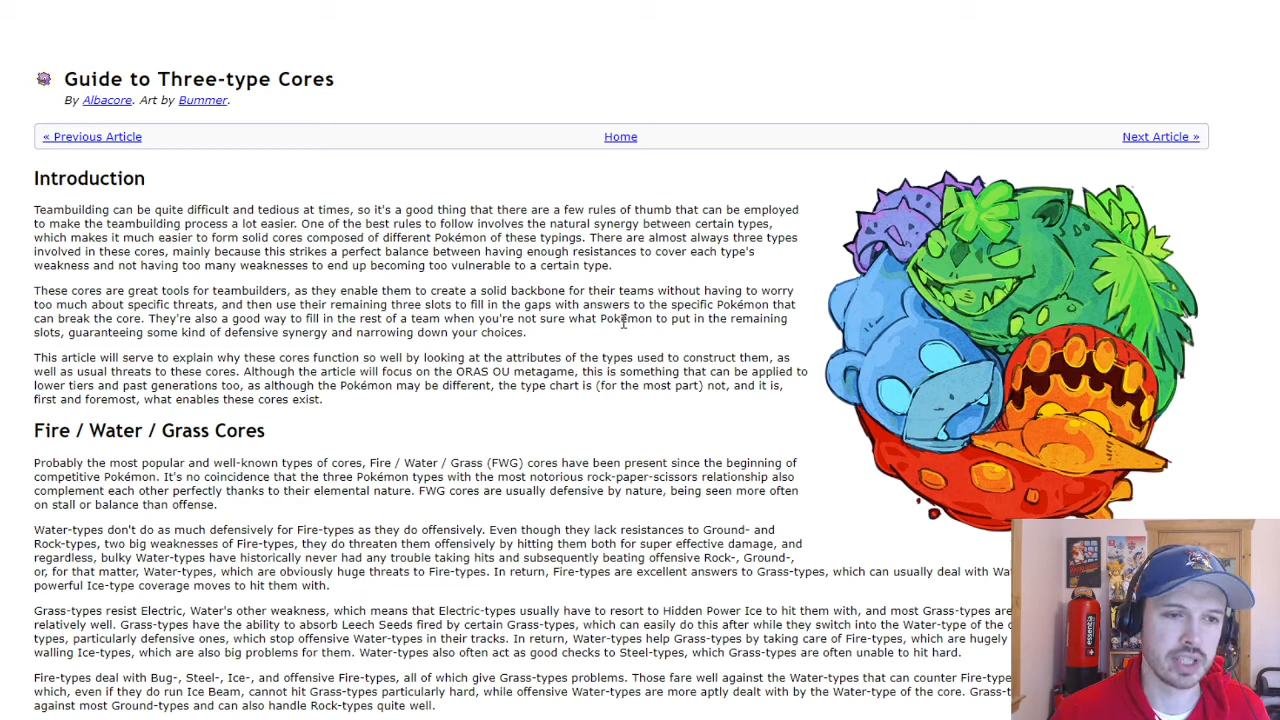 Guide to Three-type Cores
By Albacore. Art by Bummer.
« Previous Article
Home
Next Article »
Introduction
Teambuilding can be quite difficult and tedious at times, so it's a good thing that there are a few rules of thumb that can be employed
to make the teambuilding process a lot easier. One of the best rules to follow involves the natural synergy between certain types,
which makes it much easier to form solid cores composed of different Pokémon of these typings. There are almost always three types
involved in these cores, mainly because this strikes a perfect balance between having enough resistances to cover each type's
weakness and not having too many weaknesses to end up becoming too vulnerable to a certain type.
These cores are great tools for teambuilders, as they enable them to create a solid backbone for their teams without having to worry
too much about specific threats, and then use their remaining three slots to fill in the gaps with answers to the specific Pokémon that
can break the core. They're also a good way to fill in the rest of a team when you're not sure what Pokémon to put in the remaining
slots, guaranteeing some kind of defensive synergy and narrowing down your choices.
This article will serve to explain why these cores function so well by looking at the attributes of the types used to construct them, as
well as usual threats to these cores. Although the article will focus on the ORAS OU metagame, this is something that can be applied to
lower tiers and past generations too, as although the Pokémon may be different, the type chart is (for the most part) not, and it is,
first and foremost, what enables these cores exist.
Fire / Water / Grass Cores
Probably the most popular and well-known types of cores, Fire / Water / Grass (FWG) cores have been present since the beginning of
competitive Pokémon. It's no coincidence that the three Pokémon types with the most notorious rock-paper-scissors relationship also
complement each other perfectly thanks to their elemental nature. FWG cores are usually defensive by nature, being seen more often
on stall or balance than offense.
Water-types don't do as much defensively for Fire-types as they do offensively. Even though they lack resistances to Ground- and
Rock-types, two big weaknesses of Fire-types, they do threaten them offensively by hitting them both for super effective damage, and
regardless, bulky Water-types have historically never had any trouble taking hits and subsequently beating offensive Rock-, Ground-,
or, for that matter, Water-types, which are obviously huge threats to Fire-types. In return, Fire-types are excellent answers to Grass-types, which can usually deal with Wat
powerful Ice-type coverage moves to hit them with.
Grass-types resist Electric, Water's other weakness, which means that Electric-types usually have to resort to Hidden Power Ice to hit them with, and most Grass-types are
relatively well. Grass-types have the ability to absorb Leech Seeds fired by certain Grass-types, which can easily do this after while they switch into the Water-type of the c
types, particularly defensive ones, which stop offensive Water-types in their tracks. In return, Water-types help Grass-types by taking care of Fire-types, which are hugely
walling Ice-types, which are also big problems for them. Water-types also often act as good checks to Steel-types, which Grass-types are often unable to hit hard.
Fire-types deal with Bug-, Steel-, Ice-, and offensive Fire-types, all of which give Grass-types problems. Those fare well against the Water-types that can counter Fire-type
which, even if they do run Ice Beam, cannot hit Grass-types particularly hard, while offensive Water-types are more aptly dealt with by the Water-type of the core. Grass-t
against most Ground-types and can also handle Rock-types quite well.
essentia